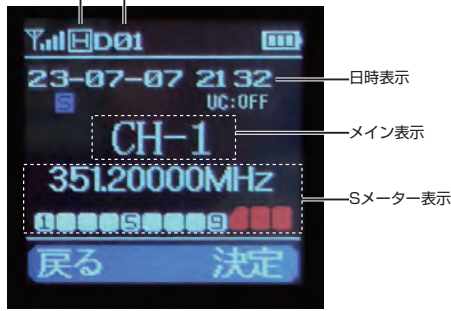 H D01
23-07-07 21 32
日時表示
S UC:OFF
CH-1
メイン表示
351.20000MHz
Sメーター表示
1 5 9
戻る 決定